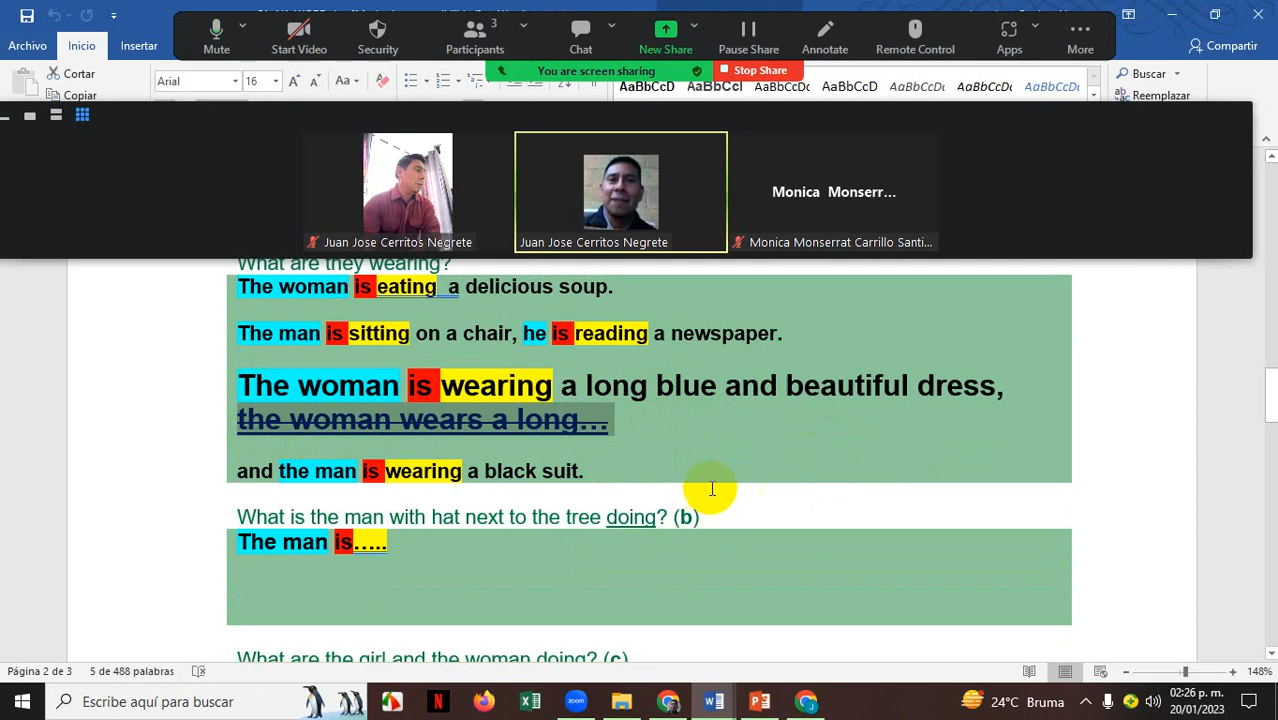 Archivo
Inicio
Insertar
Mute
Start Video
Security
3
Participants
Chat
New Share
Pause Share
Annotate
Remote Control
Apps
More
Compartir
You are screen sharing
Stop Share
Cortar
Copiar
Arial
16
Aa
AaBbCcDc
AaBbCcI
AaBbCcDc
AaBbCcD
AaBbCcDc
AaBbCcD
AaBbCcDc
Buscar
Reemplazar
Monica Monserr...
Juan Jose Cerritos Negrete
Juan Jose Cerritos Negrete
Monica Monserrat Carrillo Santi...
What are they wearing?
The woman is eating a delicious soup.
The man is sitting on a chair, he is reading a newspaper.
The woman is wearing a long blue and beautiful dress,
the woman wears a long…
and the man is wearing a black suit.
What is the man with hat next to the tree doing? (b)
The man is…..
What are the girl and the woman doing? (c)
Página 2 de 3
5 de 488 palabras
148%
Escribe aquí para buscar
24°C Bruma
02:26 p. m.
20/01/2023